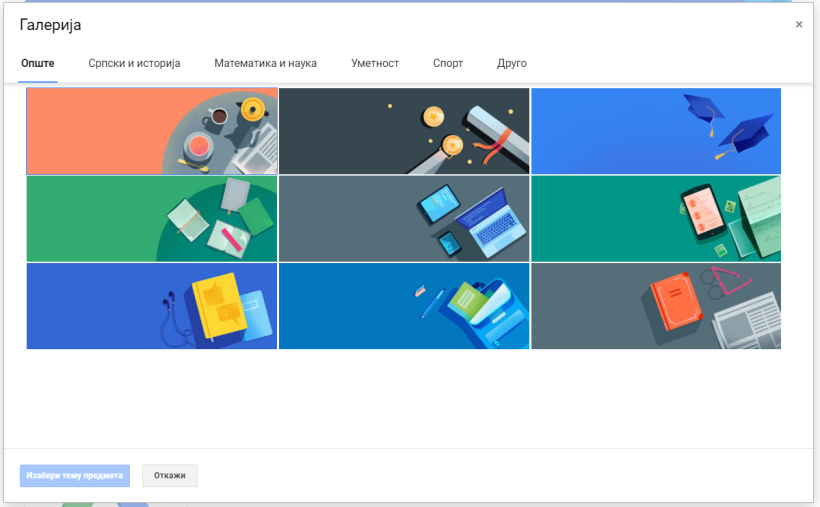 Галерија ×
Опште Српски и историја Математика и наука Уметност Спорт Друго
Изабери тему предмета Откажи